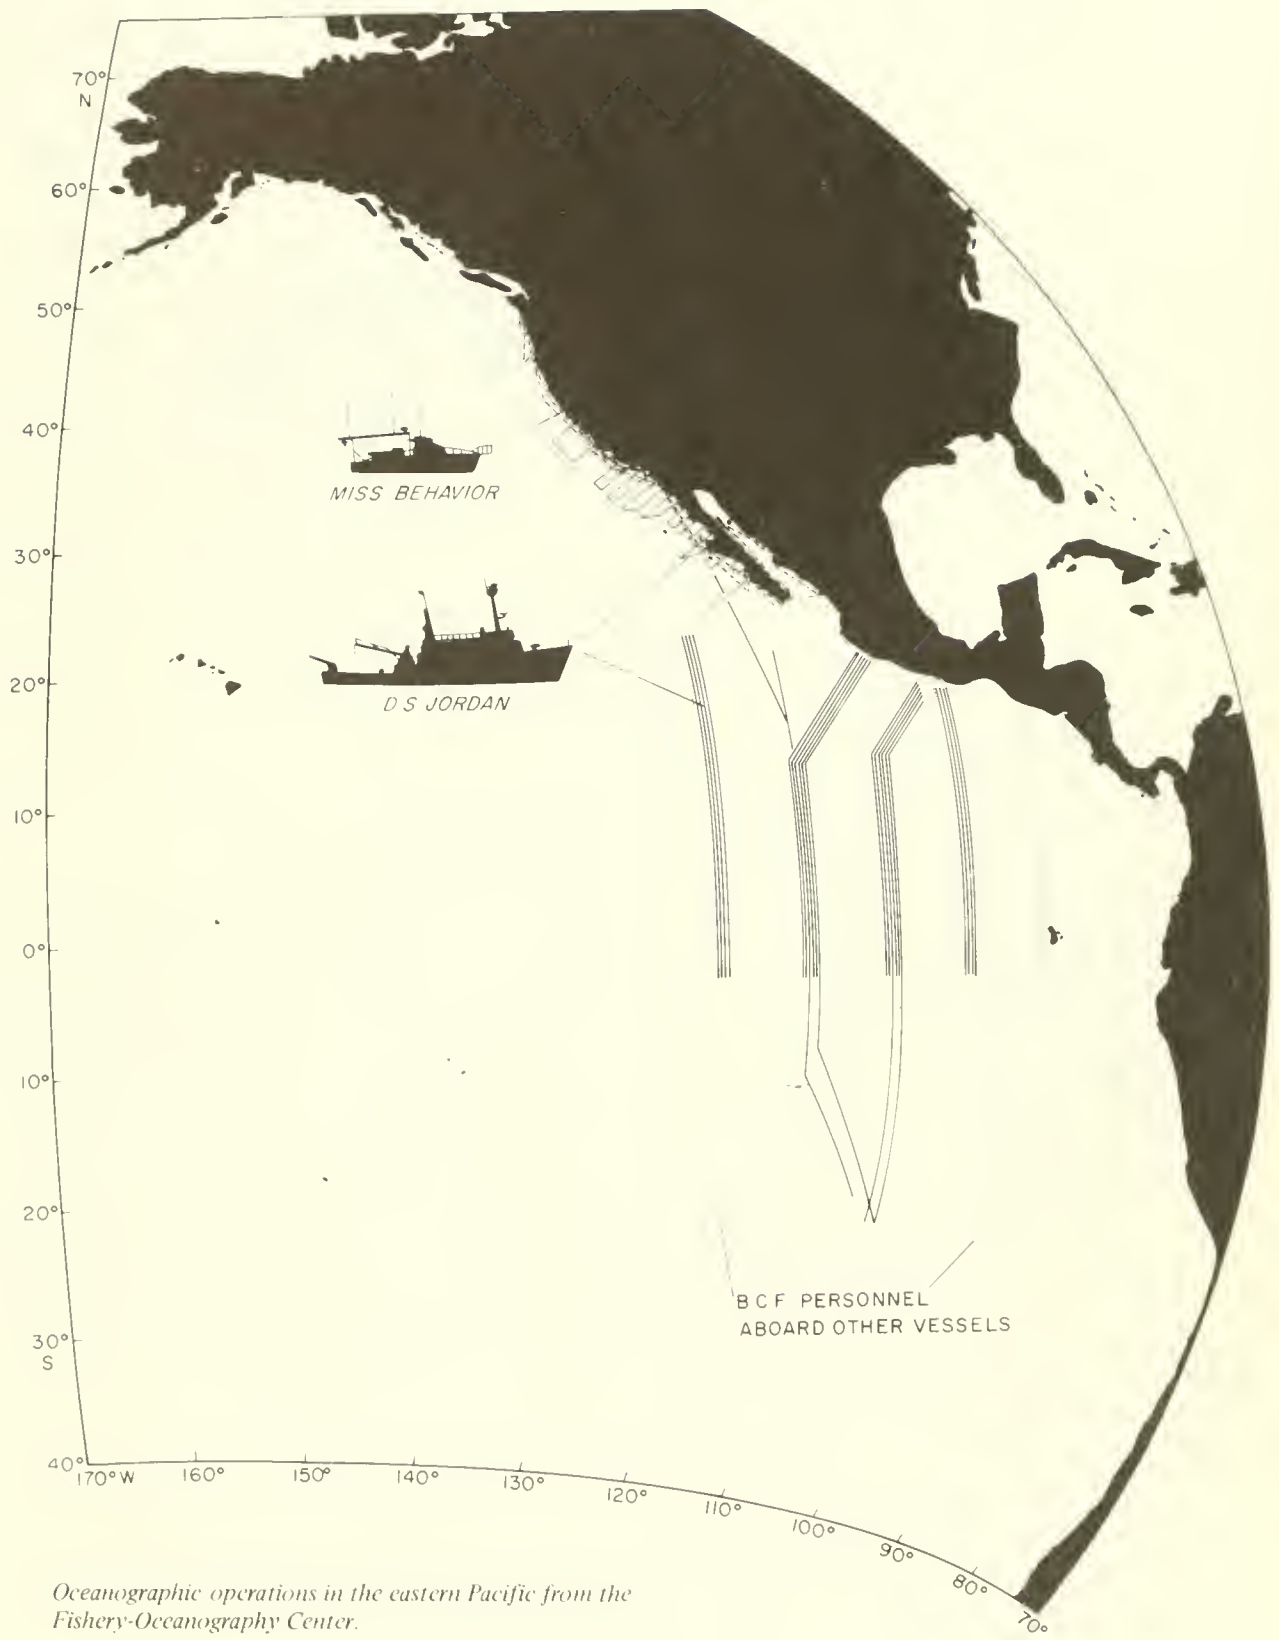 70°
N
60°
50°
40°
MISS BEHAVIOR
30°
20°
D S JORDAN
10°
0°
10°
20°
B C F PERSONNEL
ABOARD OTHER VESSELS
30°
S
40°
170° W 160° 150° 140° 130° 120° 110° 100° 90° 80° 70°
Oceanographic operations in the eastern Pacific from the
Fishery-Oceanography Center.